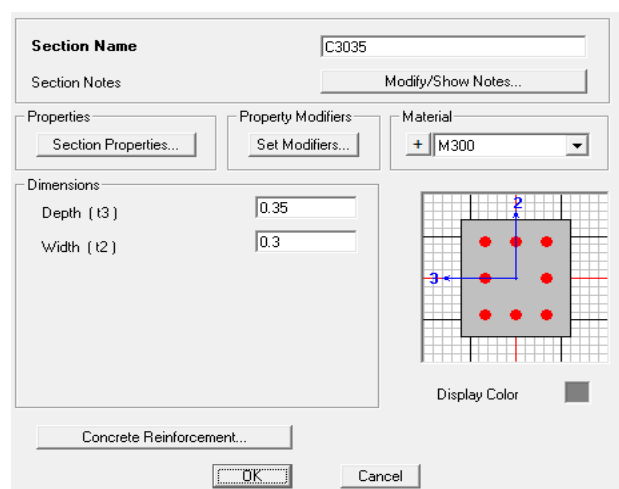 Section Name C3035
Section Notes Modify/Show Notes...
Properties Property Modifiers Material
Section Properties... Set Modifiers... + M300
Dimensions
Depth ( t3 ) 0.35
Width ( t2 ) 0.3
2
3
Display Color
Concrete Reinforcement...
OK Cancel